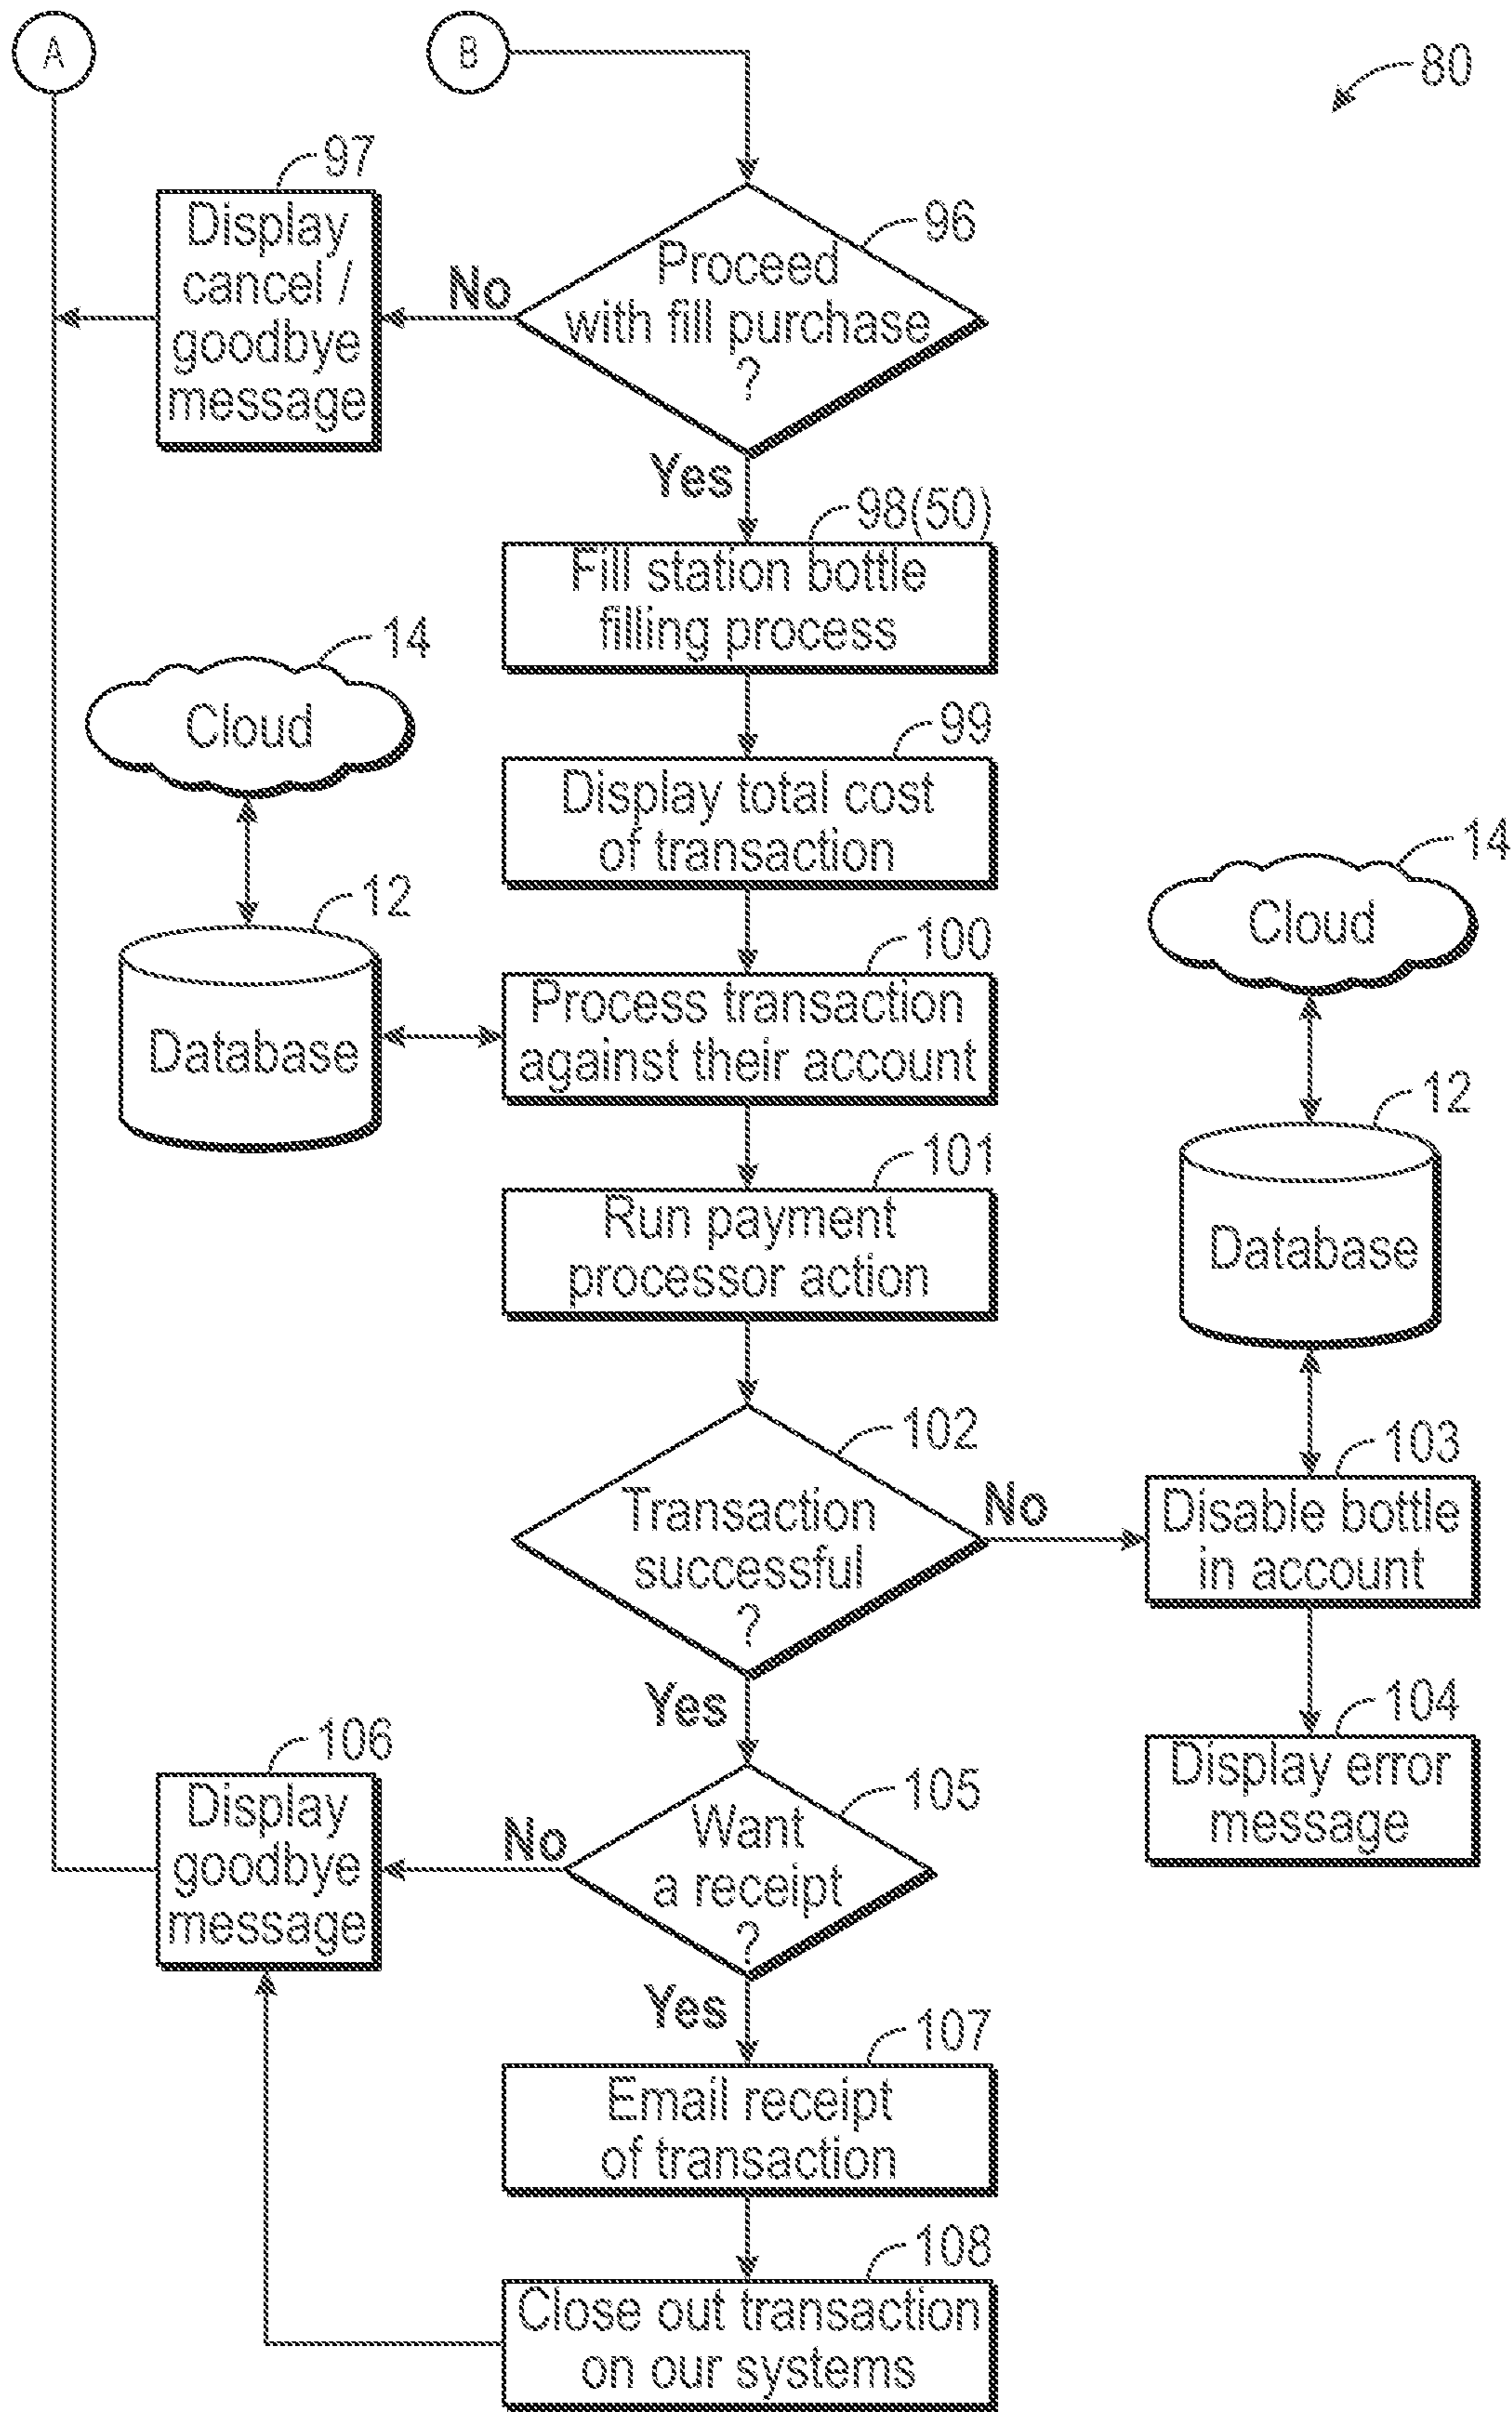 A
B
80
97
Display
cancel /
goodbye
message
No
96
Proceed
with fill purchase
?
Yes
98(50)
Fill station bottle
filling process
14
Cloud
99
Display total cost
of transaction
12
Database
100
Process transaction
against their account
14
Cloud
12
Database
101
Run payment
processor action
102
Transaction
successful
?
No
103
Disable bottle
in account
Yes
104
Display error
message
106
Display
goodbye
message
No
105
Want
a receipt
?
Yes
107
Email receipt
of transaction
108
Close out transaction
on our systems